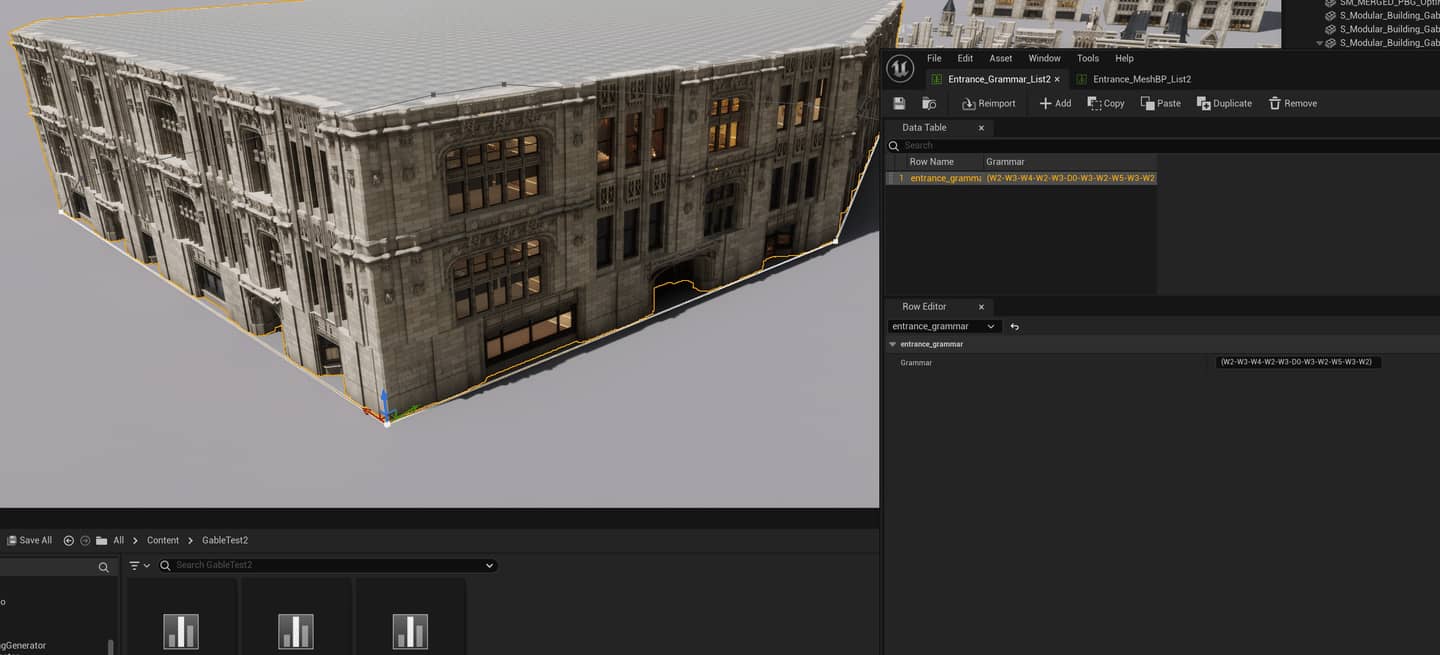 SM_MERGED_PBG_Opti
S_Modular_Building_Gab
S_Modular_Building_Gab
File Edit Asset Window Tools Help
Entrance_Grammar_List2 × Entrance_MeshBP_List2
Reimport Add Copy Paste Duplicate Remove
Data Table ×
Search
Row Name Grammar
1 entrance_gramma (W2-W3-W4-W2-W3-D0-W3-W2-W5-W3-W2
Row Editor ×
entrance_grammar
entrance_grammar
Grammar (W2-W3-W4-W2-W3-D0-W3-W2-W5-W3-W2)
Save All All > Content > GableTest2
Search GableTest2
o
gGenerator